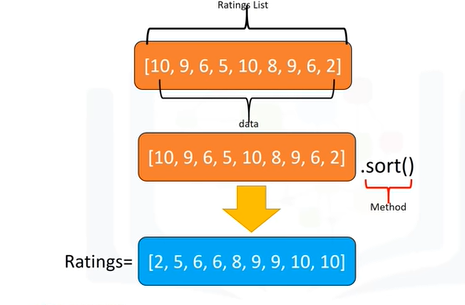 Ratings List
[10, 9, 6, 5, 10, 8, 9, 6, 2]
data
[10, 9, 6, 5, 10, 8, 9, 6, 2]
.sort()
Method
Ratings=
[2, 5, 6, 6, 8, 9, 9, 10, 10]